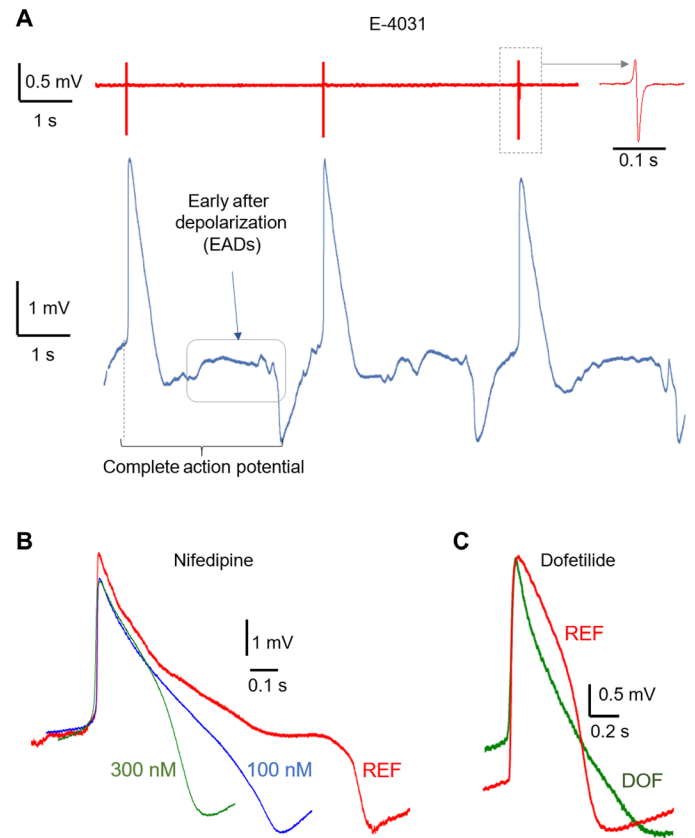 A
E-4031
0.5 mV
1 s
0.1 s
Early after
depolarization
(EADs)
1 mV
1 s
Complete action potential
B
Nifedipine
1 mV
0.1 s
300 nM
100 nM
REF
C
Dofetilide
REF
0.5 mV
0.2 s
DOF